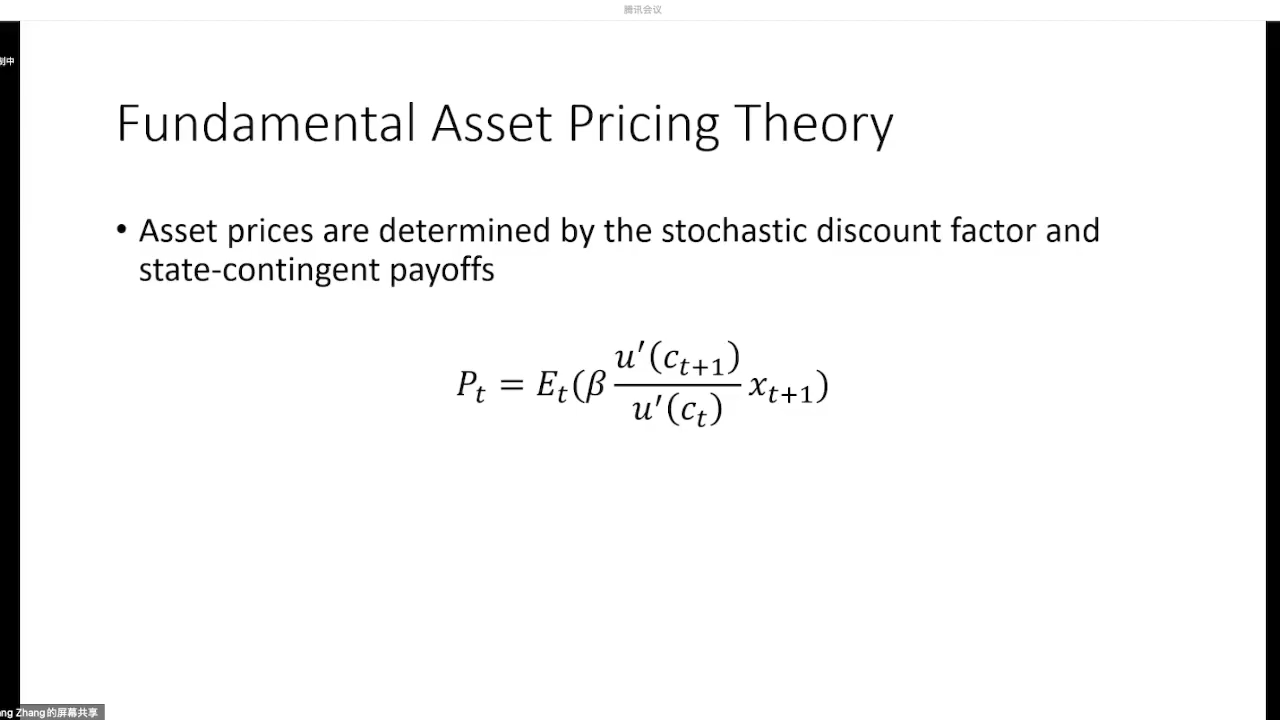 腾讯会议
制中
Fundamental Asset Pricing Theory
• Asset prices are determined by the stochastic discount factor and
state-contingent payoffs
P_t = E_t(β u′(c_{t+1}) / u′(c_t) x_{t+1})
ng Zhang的屏幕共享